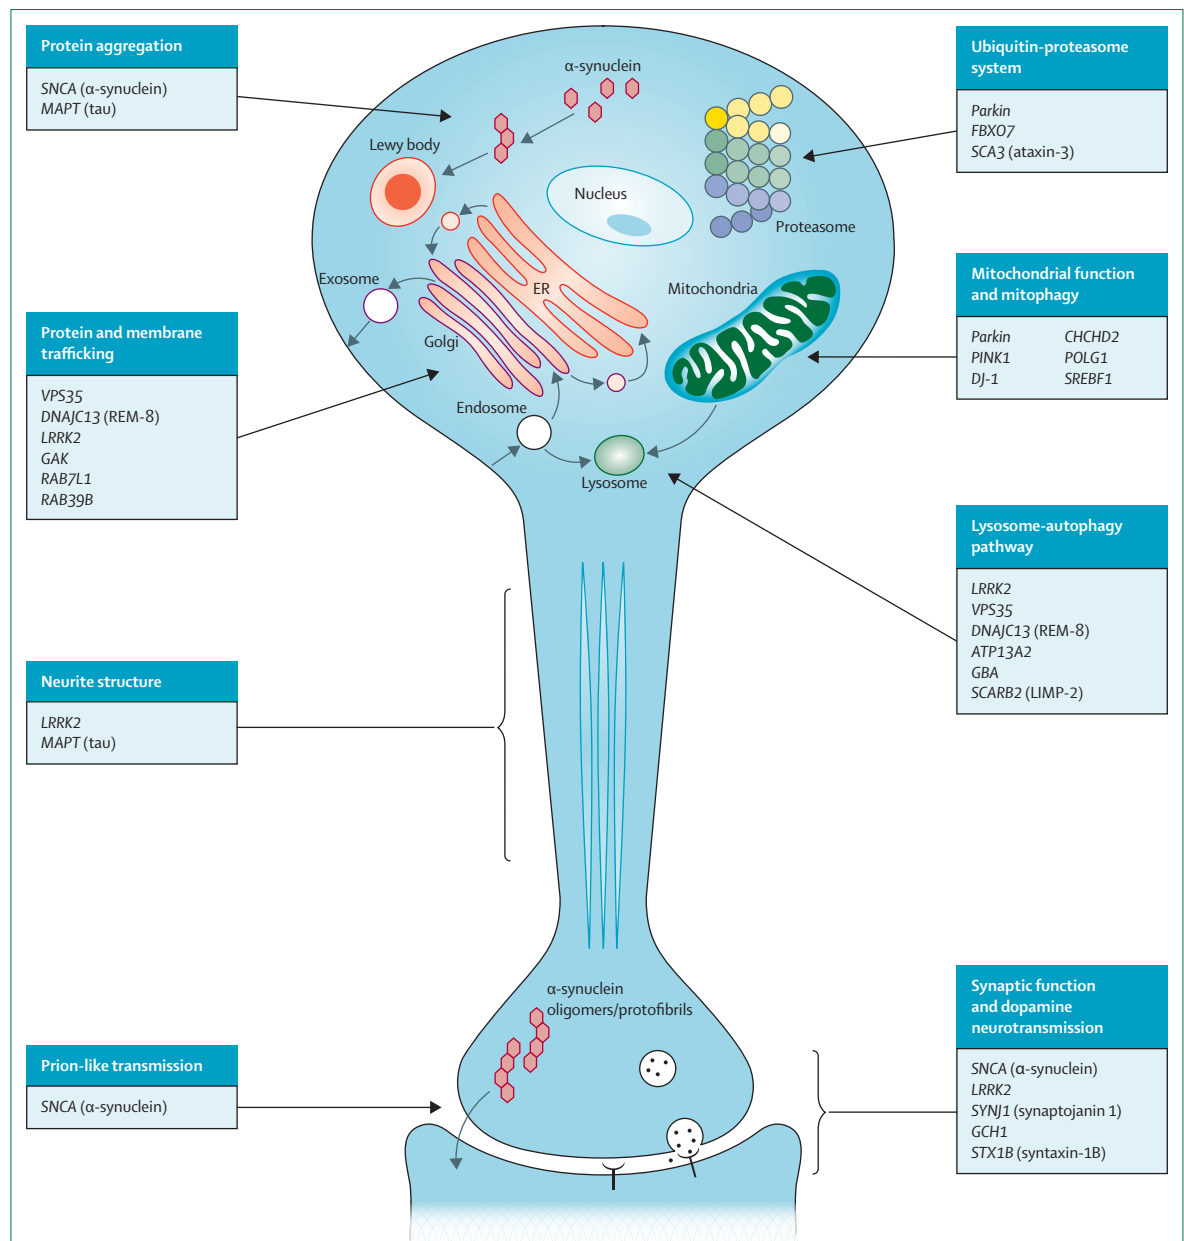 Protein aggregation
SNCA (α-synuclein)
MAPT (tau)
Protein and membrane
trafficking
VPS35
DNAJC13 (REM-8)
LRRK2
GAK
RAB7L1
RAB39B
Neurite structure
LRRK2
MAPT (tau)
Prion-like transmission
SNCA (α-synuclein)
α-synuclein
Lewy body
Nucleus
Proteasome
Exosome
ER
Mitochondria
Golgi
Endosome
Lysosome
α-synuclein
oligomers/protofibrils
Ubiquitin-proteasome
system
Parkin
FBXO7
SCA3 (ataxin-3)
Mitochondrial function
and mitophagy
Parkin CHCHD2
PINK1 POLG1
DJ-1 SREBF1
Lysosome-autophagy
pathway
LRRK2
VPS35
DNAJC13 (REM-8)
ATP13A2
GBA
SCARB2 (LIMP-2)
Synaptic function
and dopamine
neurotransmission
SNCA (α-synuclein)
LRRK2
SYNJ1 (synaptojanin 1)
GCH1
STX1B (syntaxin-1B)